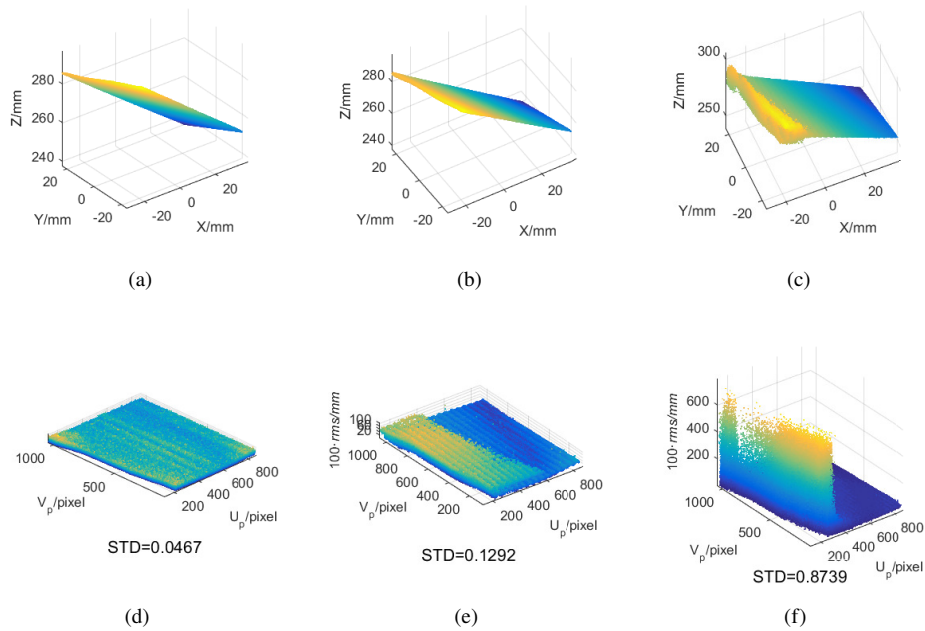 Z/mm
280
260
240
20
0
-20
Y/mm
-20
0
20
X/mm
(a)
Z/mm
280
260
240
20
0
-20
Y/mm
-20
0
20
X/mm
(b)
Z/mm
300
250
20
0
-20
Y/mm
-20
0
20
X/mm
(c)
1000
500
V_p/pixel
200
400
600
800
U_p/pixel
STD=0.0467
(d)
100·rms/mm
100
20
1000
800
600
400
V_p/pixel
200
400
600
800
U_p/pixel
STD=0.1292
(e)
100·rms/mm
600
400
200
1000
500
V_p/pixel
200
400
600
800
U_p/pixel
STD=0.8739
(f)